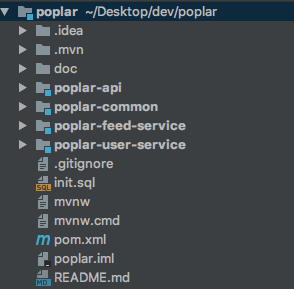 poplar ~/Desktop/dev/poplar
.idea
.mvn
doc
poplar-api
poplar-common
poplar-feed-service
poplar-user-service
.gitignore
SQL init.sql
mvnw
mvnw.cmd
m pom.xml
poplar.iml
MD README.md